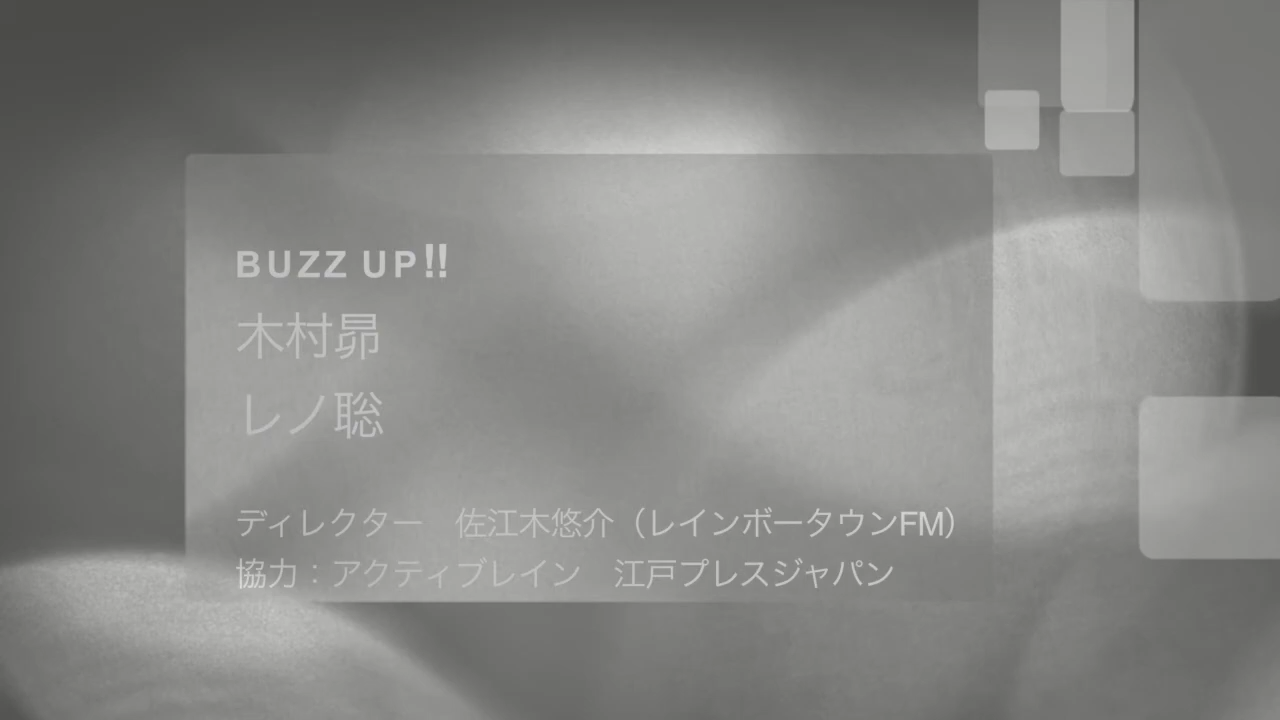 BUZZ UP!!
木村昴
レノ聡
ディレクター　佐江木悠介（レインボータウンFM）
協力：アクティブレイン　江戸プレスジャパン